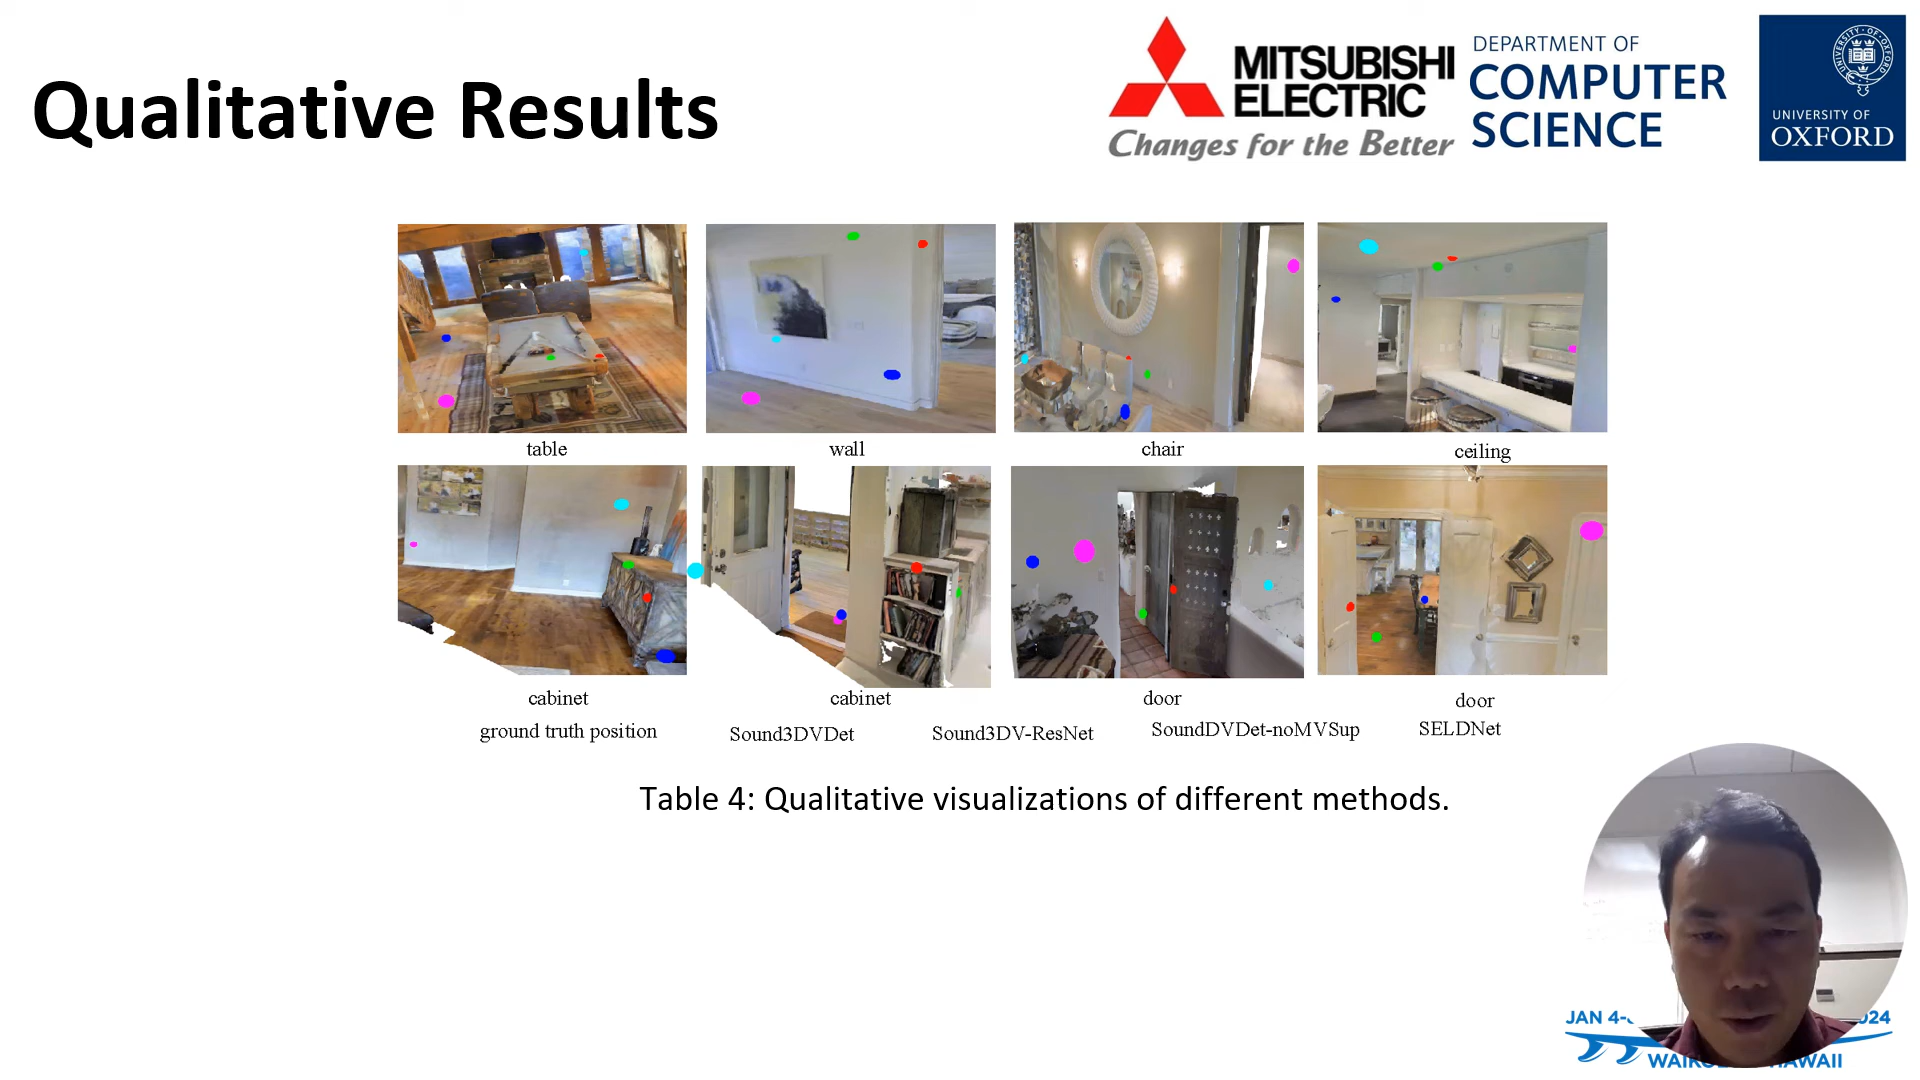 Qualitative Results
MITSUBISHI
ELECTRIC
Changes for the Better
DEPARTMENT OF
COMPUTER
SCIENCE
UNIVERSITY OF
OXFORD
table
wall
chair
ceiling
cabinet
cabinet
door
door
ground truth position
Sound3DVDet
Sound3DV-ResNet
SoundDVDet-noMVSup
SELDNet
Table 4: Qualitative visualizations of different methods.
JAN 4-